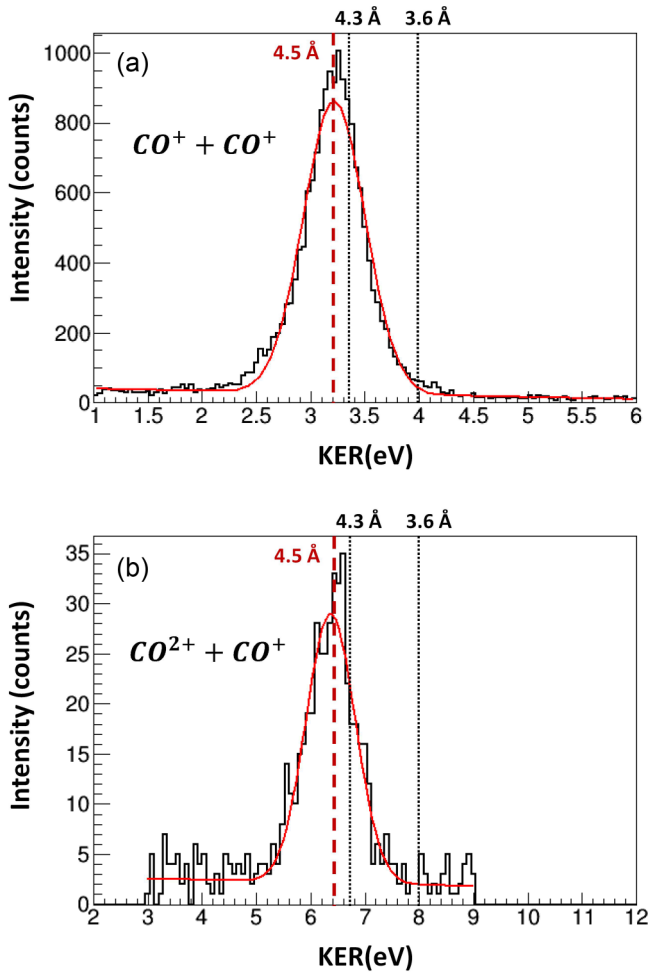 4.3 Å 3.6 Å
4.5 Å
(a)
CO⁺ + CO⁺
Intensity (counts)
1000
800
600
400
200
0
1 1.5 2 2.5 3 3.5 4 4.5 5 5.5 6
KER(eV)
4.3 Å 3.6 Å
4.5 Å
(b)
CO²⁺ + CO⁺
Intensity (counts)
35
30
25
20
15
10
5
0
2 3 4 5 6 7 8 9 10 11 12
KER(eV)